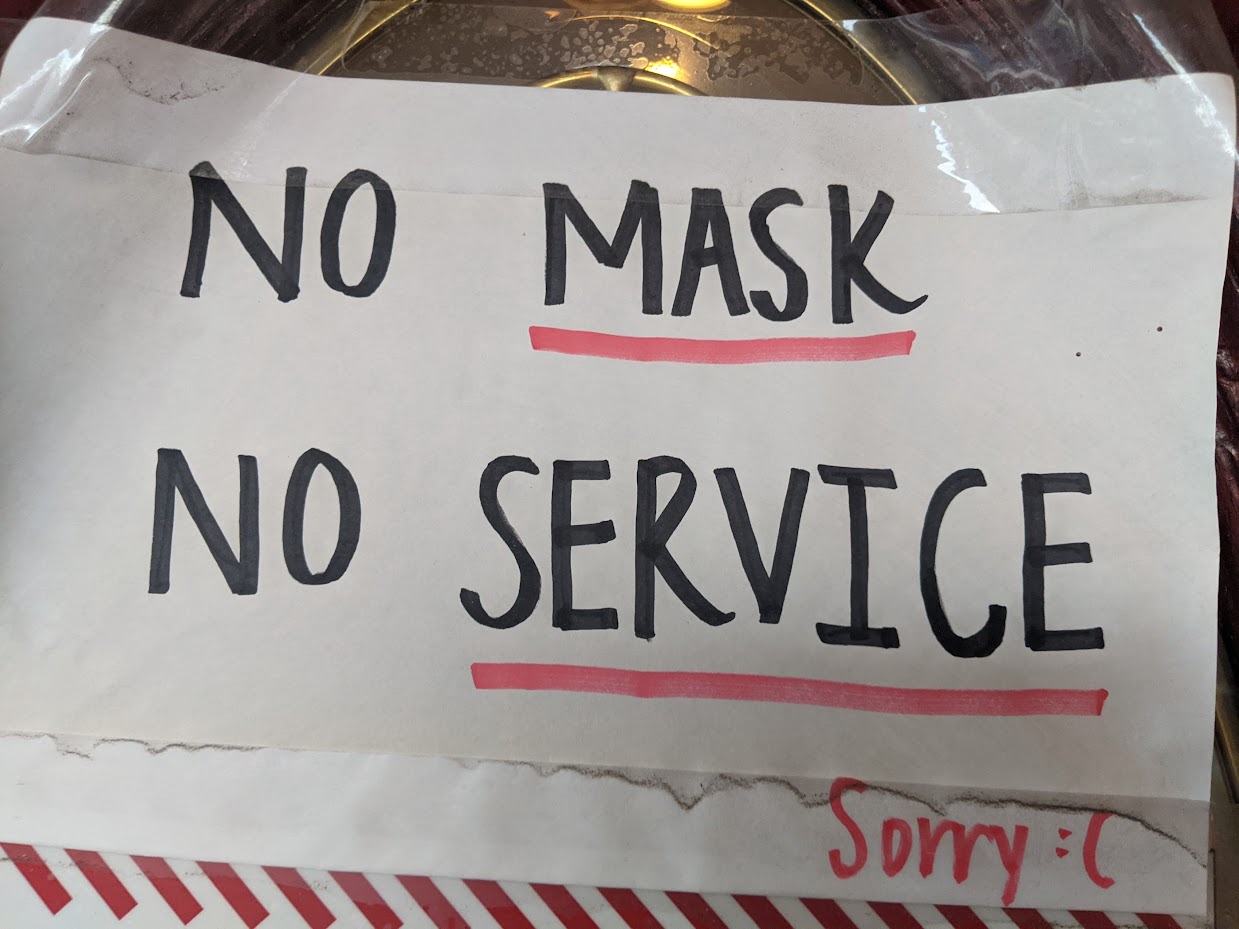 NO MASK
NO SERVICE
Sorry :(